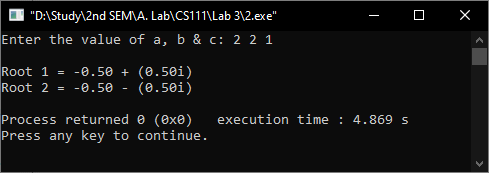 "D:\Study\2nd SEM\A. Lab\CS111\Lab 3\2.exe"
Enter the value of a, b & c: 2 2 1
Root 1 = -0.50 + (0.50i)
Root 2 = -0.50 - (0.50i)
Process returned 0 (0x0)   execution time : 4.869 s
Press any key to continue.